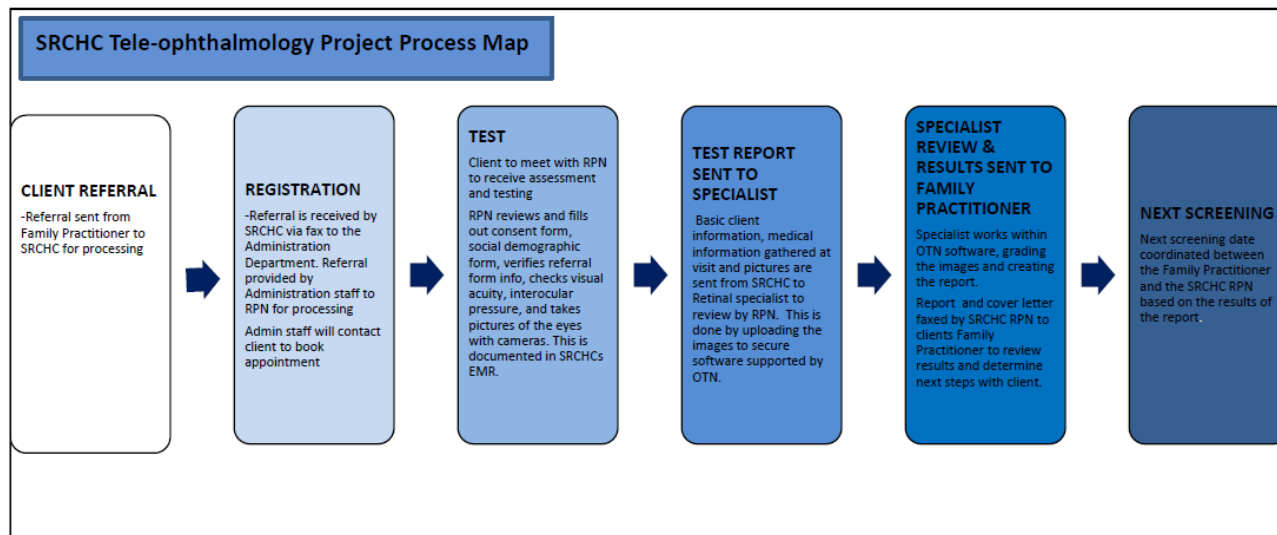 SRCHC Tele-ophthalmology Project Process Map
CLIENT REFERRAL
-Referral sent from
Family Practitioner to
SRCHC for processing
REGISTRATION
-Referral is received by
SRCHC via fax to the
Administration
Department. Referral
provided by
Administration staff to
RPN for processing
Admin staff will contact
client to book
appointment
TEST
Client to meet with RPN
to receive assessment
and testing
RPN reviews and fills
out consent form,
social demographic
form, verifies referral
form info, checks visual
acuity, interocular
pressure, and takes
pictures of the eyes
with cameras. This is
documented in SRCHCs
EMR.
TEST REPORT
SENT TO
SPECIALIST
Basic client
information, medical
information gathered at
visit and pictures are
sent from SRCHC to
Retinal specialist to
review by RPN. This is
done by uploading the
images to secure
software supported by
OTN.
SPECIALIST
REVIEW &
RESULTS SENT TO
FAMILY
PRACTITIONER
Specialist works within
OTN software, grading
the images and creating
the report.
Report and cover letter
faxed by SRCHC RPN to
clients Family
Practitioner to review
results and determine
next steps with client.
NEXT SCREENING
Next screening date
coordinated between
the Family Practitioner
and the SRCHC RPN
based on the results of
the report.